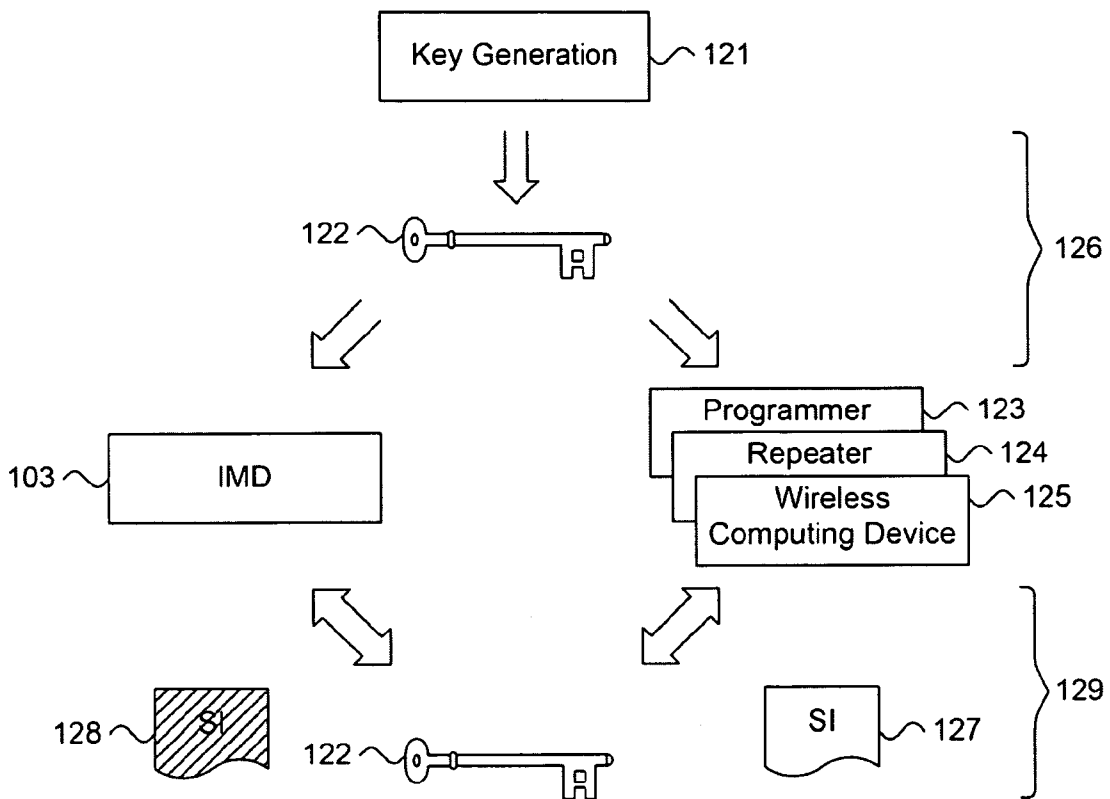 Key Generation
121
122
126
Programmer
123
103
IMD
Repeater
124
Wireless
Computing Device
125
128
SI
122
SI
127
129